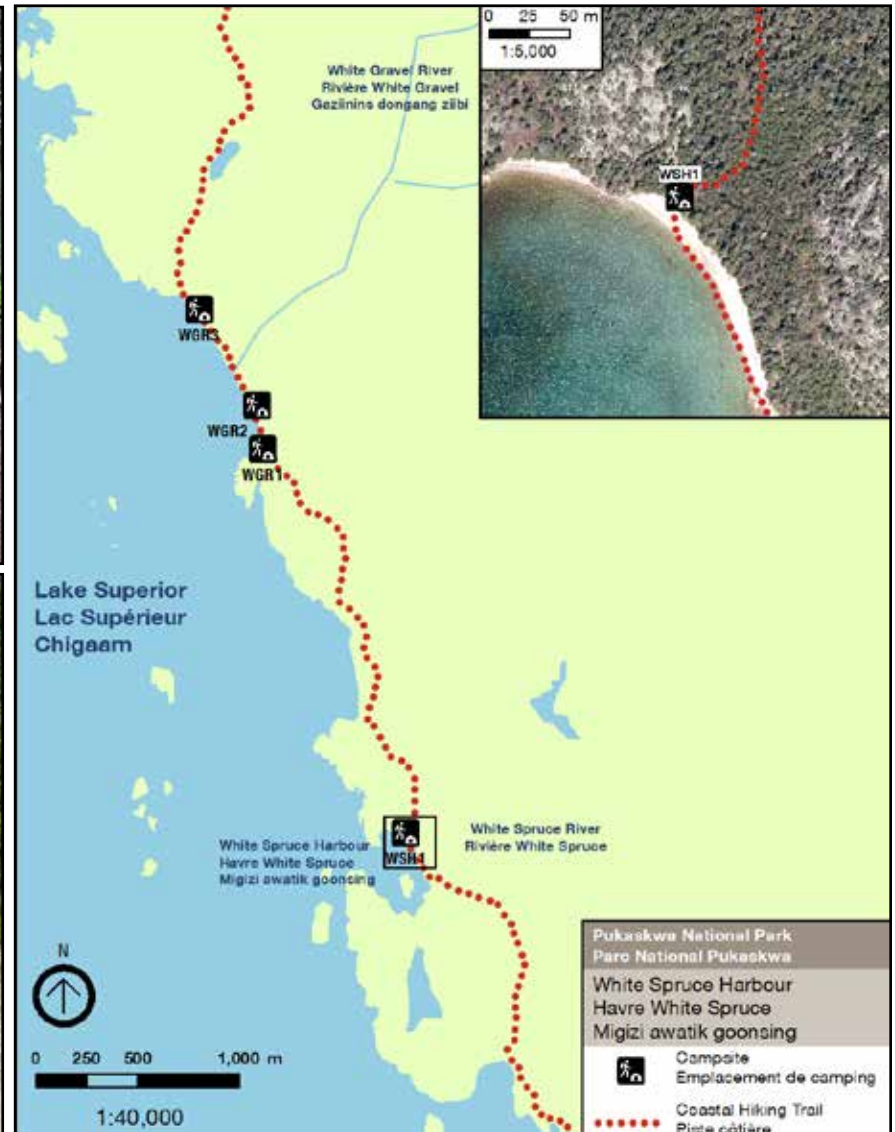 0 25 50 m
1:5,000
WSH1
White Gravel River
Rivière White Gravel
Gaziinins dongang ziibi
WGR3
WGR2
WGR1
Lake Superior
Lac Supérieur
Chigaam
White Spruce Harbour
Havre White Spruce
Migizi awatik goonsing
WSH1
White Spruce River
Rivière White Spruce
N
0 250 500 1,000 m
1:40,000
Pukaskwa National Park
Parc National Pukaskwa
White Spruce Harbour
Havre White Spruce
Migizi awatik goonsing
Campsite
Emplacement de camping
Coastal Hiking Trail
Piste côtière